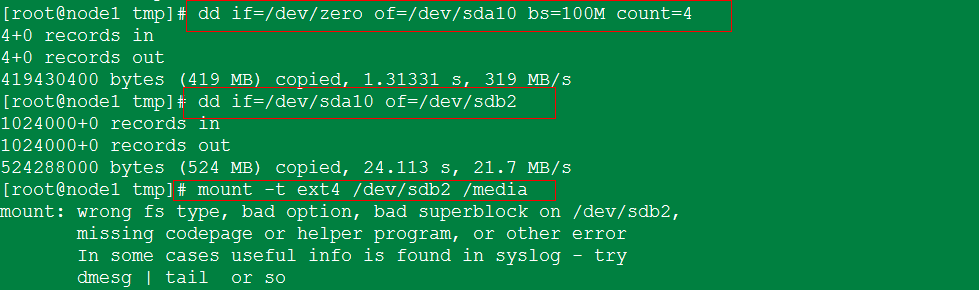 [root@node1 tmp]# dd if=/dev/zero of=/dev/sda10 bs=100M count=4
4+0 records in
4+0 records out
419430400 bytes (419 MB) copied, 1.31331 s, 319 MB/s
[root@node1 tmp]# dd if=/dev/sda10 of=/dev/sdb2
1024000+0 records in
1024000+0 records out
524288000 bytes (524 MB) copied, 24.113 s, 21.7 MB/s
[root@node1 tmp]# mount -t ext4 /dev/sdb2 /media
mount: wrong fs type, bad option, bad superblock on /dev/sdb2,
       missing codepage or helper program, or other error
       In some cases useful info is found in syslog - try
       dmesg | tail  or so